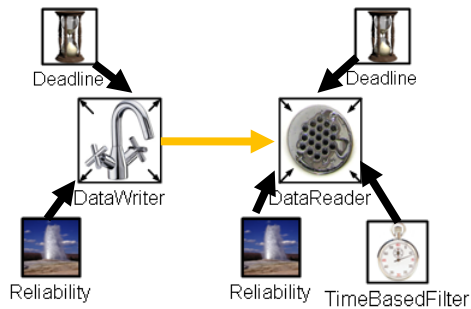 Deadline
Deadline
DataWriter
DataReader
Reliability
Reliability
TimeBasedFilter